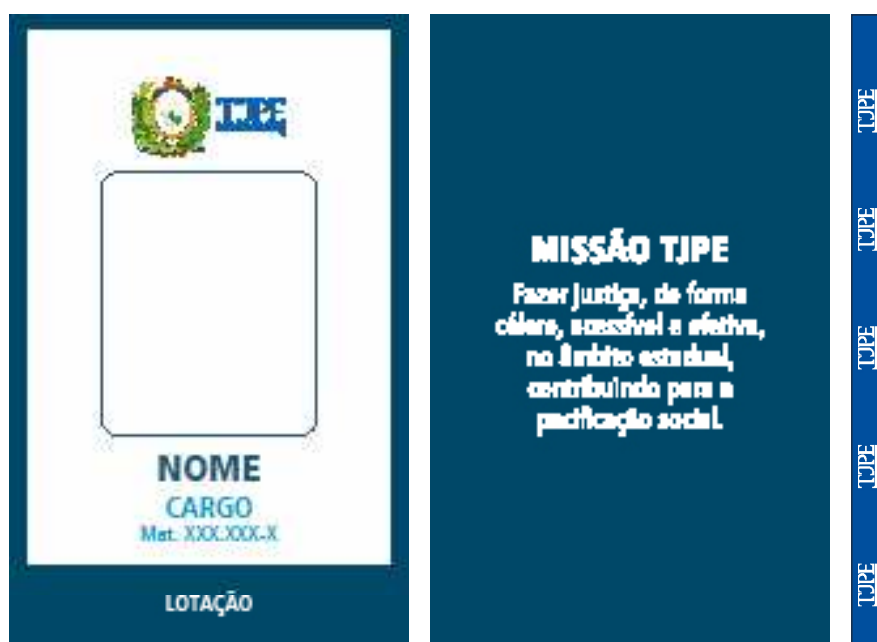 TJPE
NOME
CARGO
Mat. XXX.XXX-X
LOTAÇÃO
MISSÃO TJPE
Fazer justiça, de forma
célere, acessível e efetiva,
no âmbito estadual,
contribuindo para a
pacificação social.
TJPE
TJPE
TJPE
TJPE
TJPE